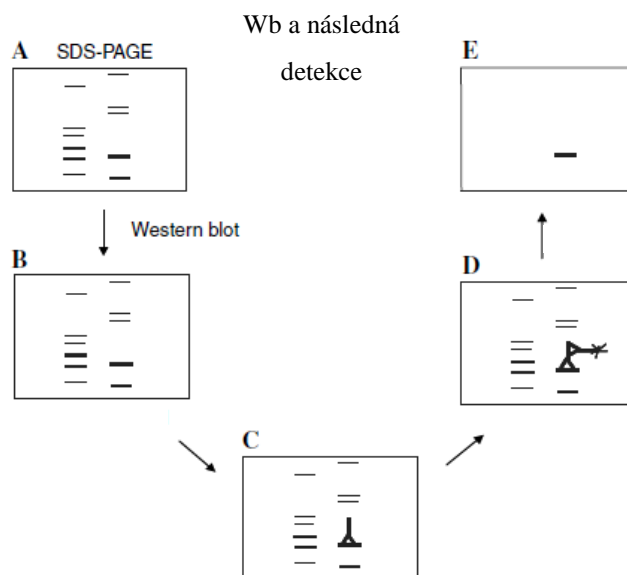 Wb a následná
detekce
A SDS-PAGE
E
Western blot
B
D
C